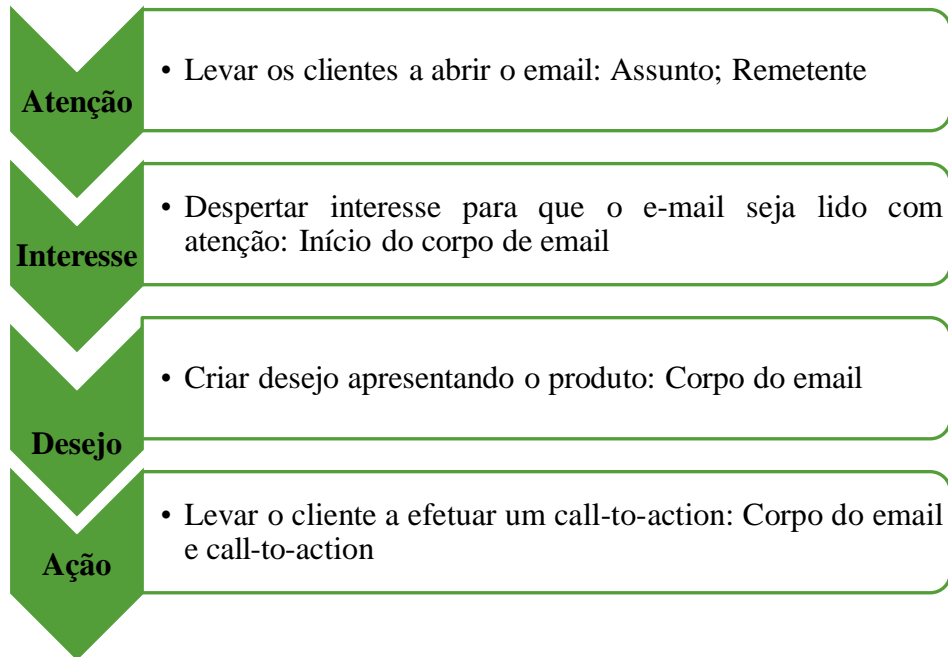 Atenção
• Levar os clientes a abrir o email: Assunto; Remetente
Interesse
• Despertar interesse para que o e-mail seja lido com
atenção: Início do corpo de email
Desejo
• Criar desejo apresentando o produto: Corpo do email
Ação
• Levar o cliente a efetuar um call-to-action: Corpo do email
e call-to-action